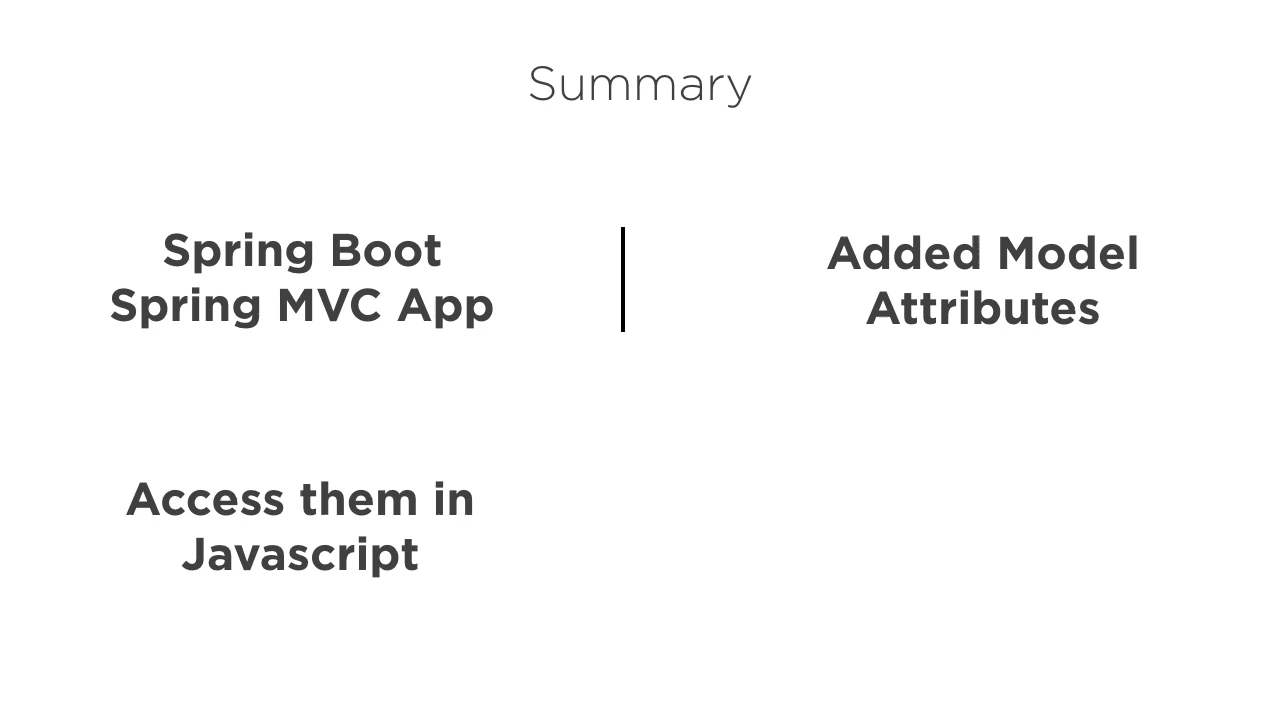 Summary
Spring Boot
Spring MVC App
Added Model
Attributes
Access them in
Javascript